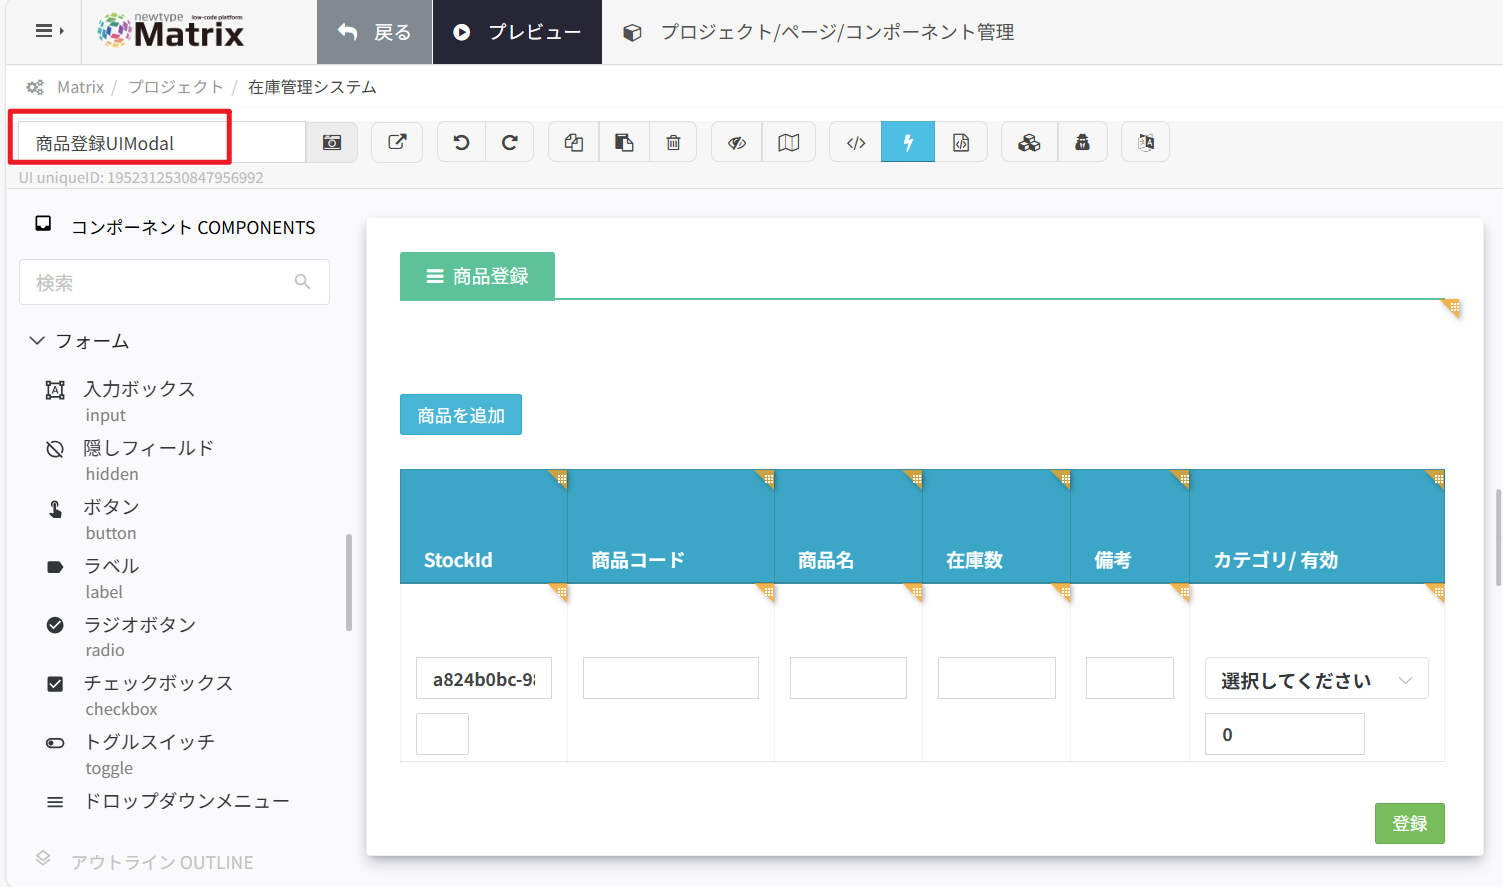 newtype low-code platform
Matrix
戻る
プレビュー
プロジェクト/ページ/コンポーネント管理
Matrix / プロジェクト / 在庫管理システム
商品登録UIModal
UI uniqueID: 1952312530847956992
コンポーネント COMPONENTS
検索
フォーム
入力ボックス
input
隠しフィールド
hidden
ボタン
button
ラベル
label
ラジオボタン
radio
チェックボックス
checkbox
トグルスイッチ
toggle
ドロップダウンメニュー
アウトライン OUTLINE
商品登録
商品を追加
StockId 商品コード 商品名 在庫数 備考 カテゴリ/ 有効
a824b0bc-98 選択してください
0
登録